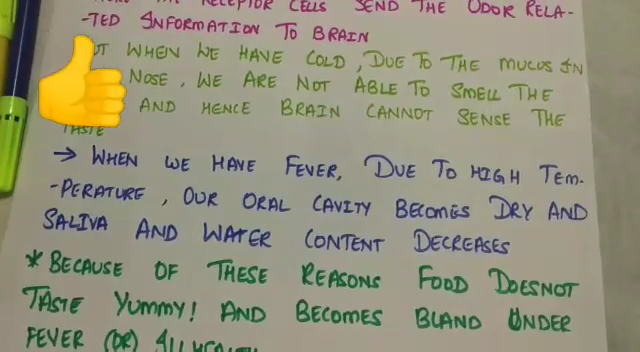 THE RECEPTOR CELLS SEND THE ODOR RELA-
-TED INFORMATION TO BRAIN
WHEN WE HAVE COLD, DUE TO THE MUCUS IN
NOSE, WE ARE NOT ABLE TO SMELL THE
AND HENCE BRAIN CANNOT SENSE THE
TASTE
→ WHEN WE HAVE FEVER, DUE TO HIGH TEM-
-PERATURE, OUR ORAL CAVITY BECOMES DRY AND
SALIVA AND WATER CONTENT DECREASES
* BECAUSE OF THESE REASONS FOOD DOESNOT
TASTE YUMMY! AND BECOMES BLAND UNDER
FEVER (OR)